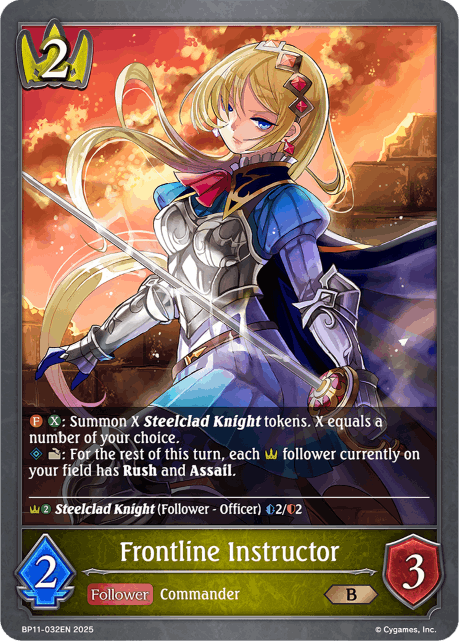 2
F X: Summon X Steelclad Knight tokens. X equals a
number of your choice.
: For the rest of this turn, each follower currently on
your field has Rush and Assail.
2 Steelclad Knight (Follower - Officer) 2/2
Frontline Instructor
2
Follower Commander
B
3
BP11-032EN 2025
© Cygames, Inc.